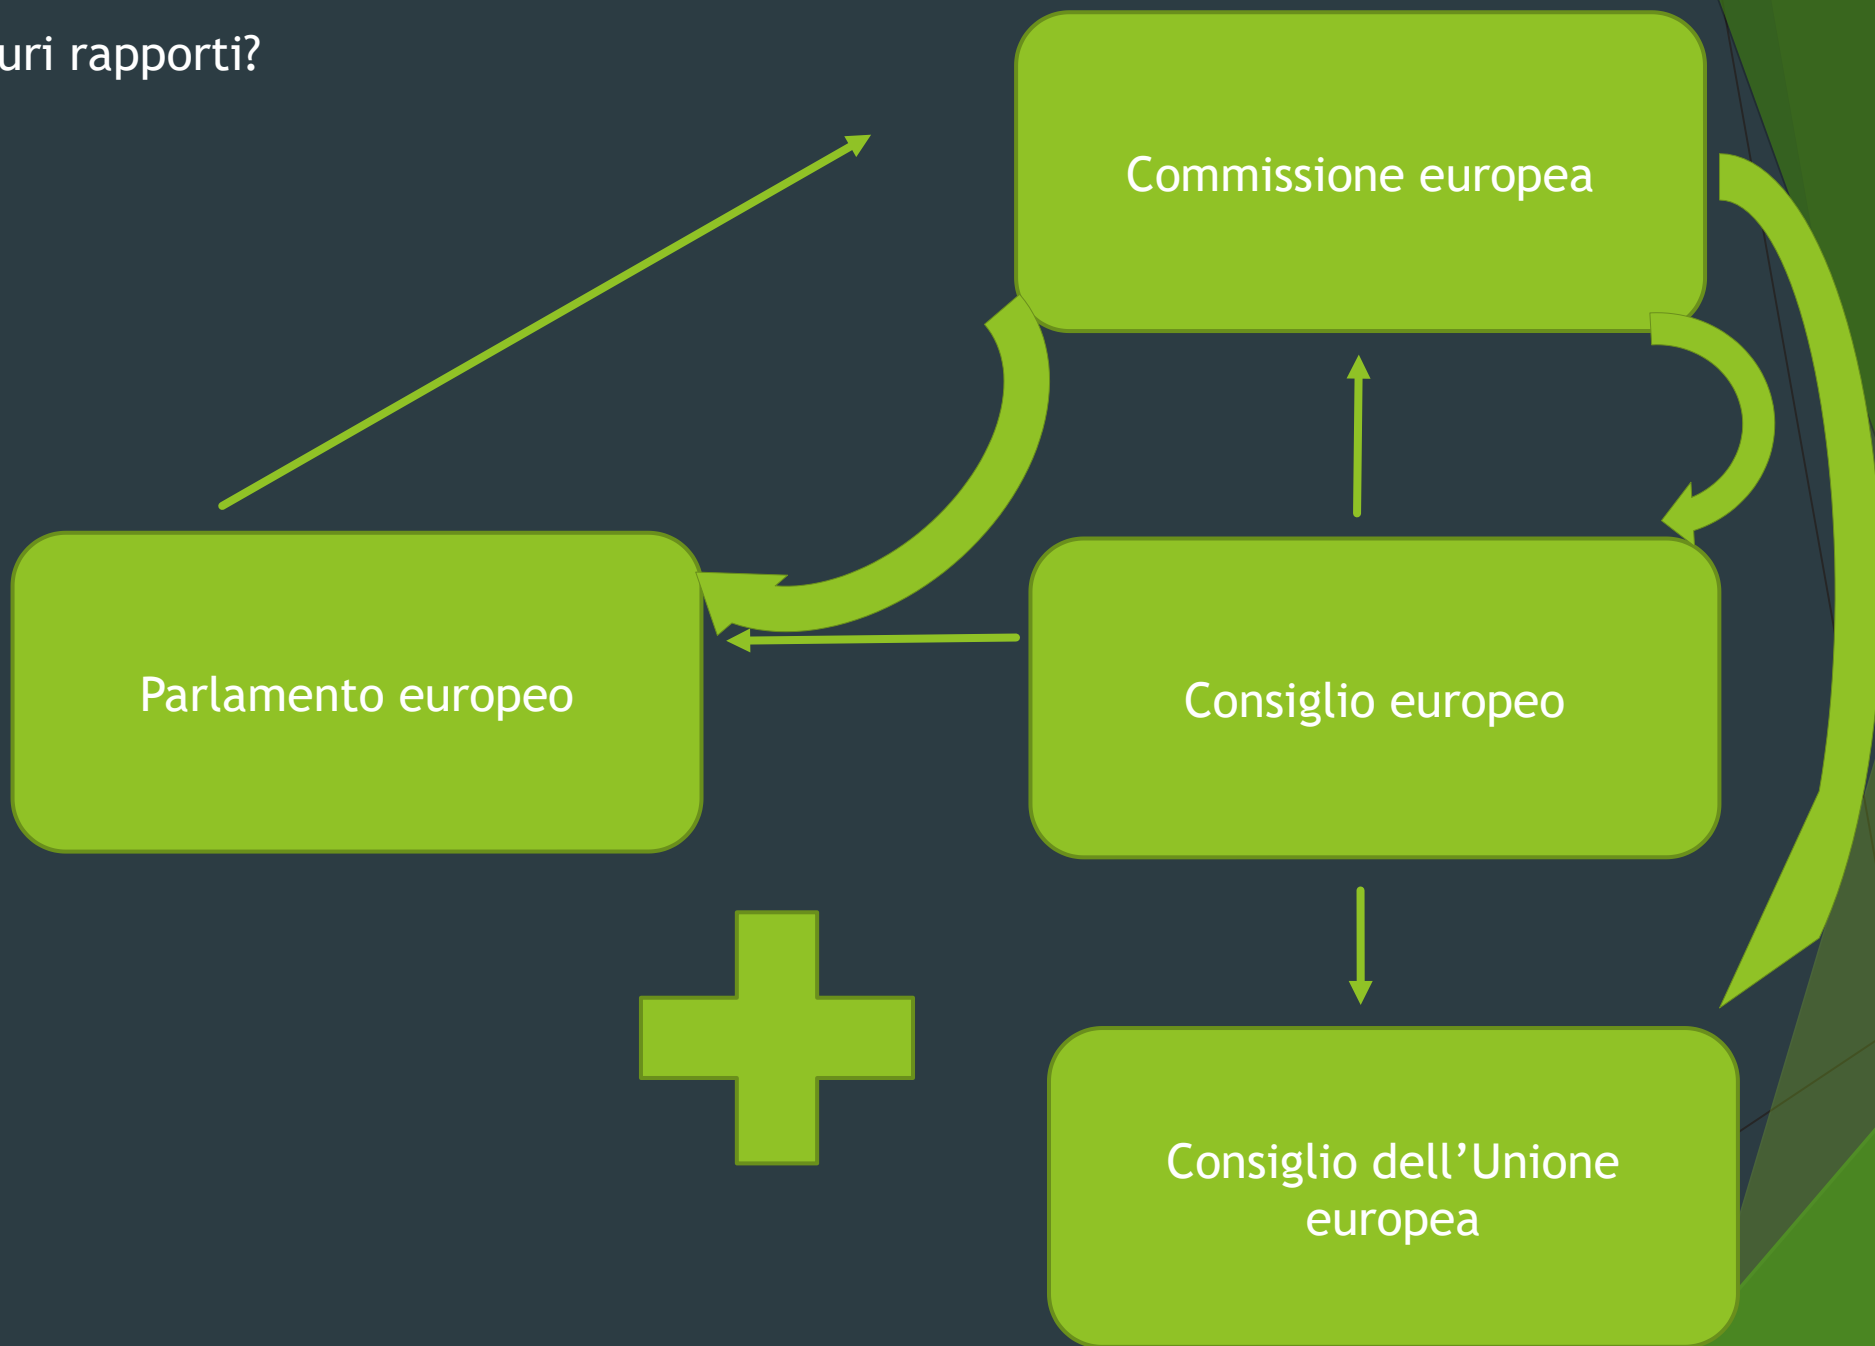 uri rapporti?
Commissione europea
Parlamento europeo
Consiglio europeo
Consiglio dell’Unione
europea